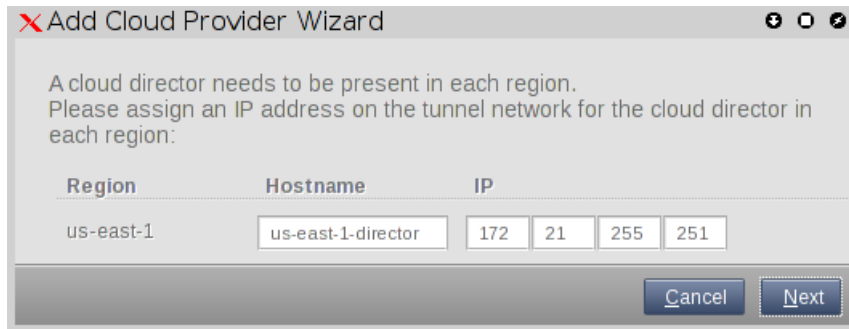 Add Cloud Provider Wizard
A cloud director needs to be present in each region.
Please assign an IP address on the tunnel network for the cloud director in
each region:
Region Hostname IP
us-east-1 us-east-1-director 172 21 255 251
Cancel Next